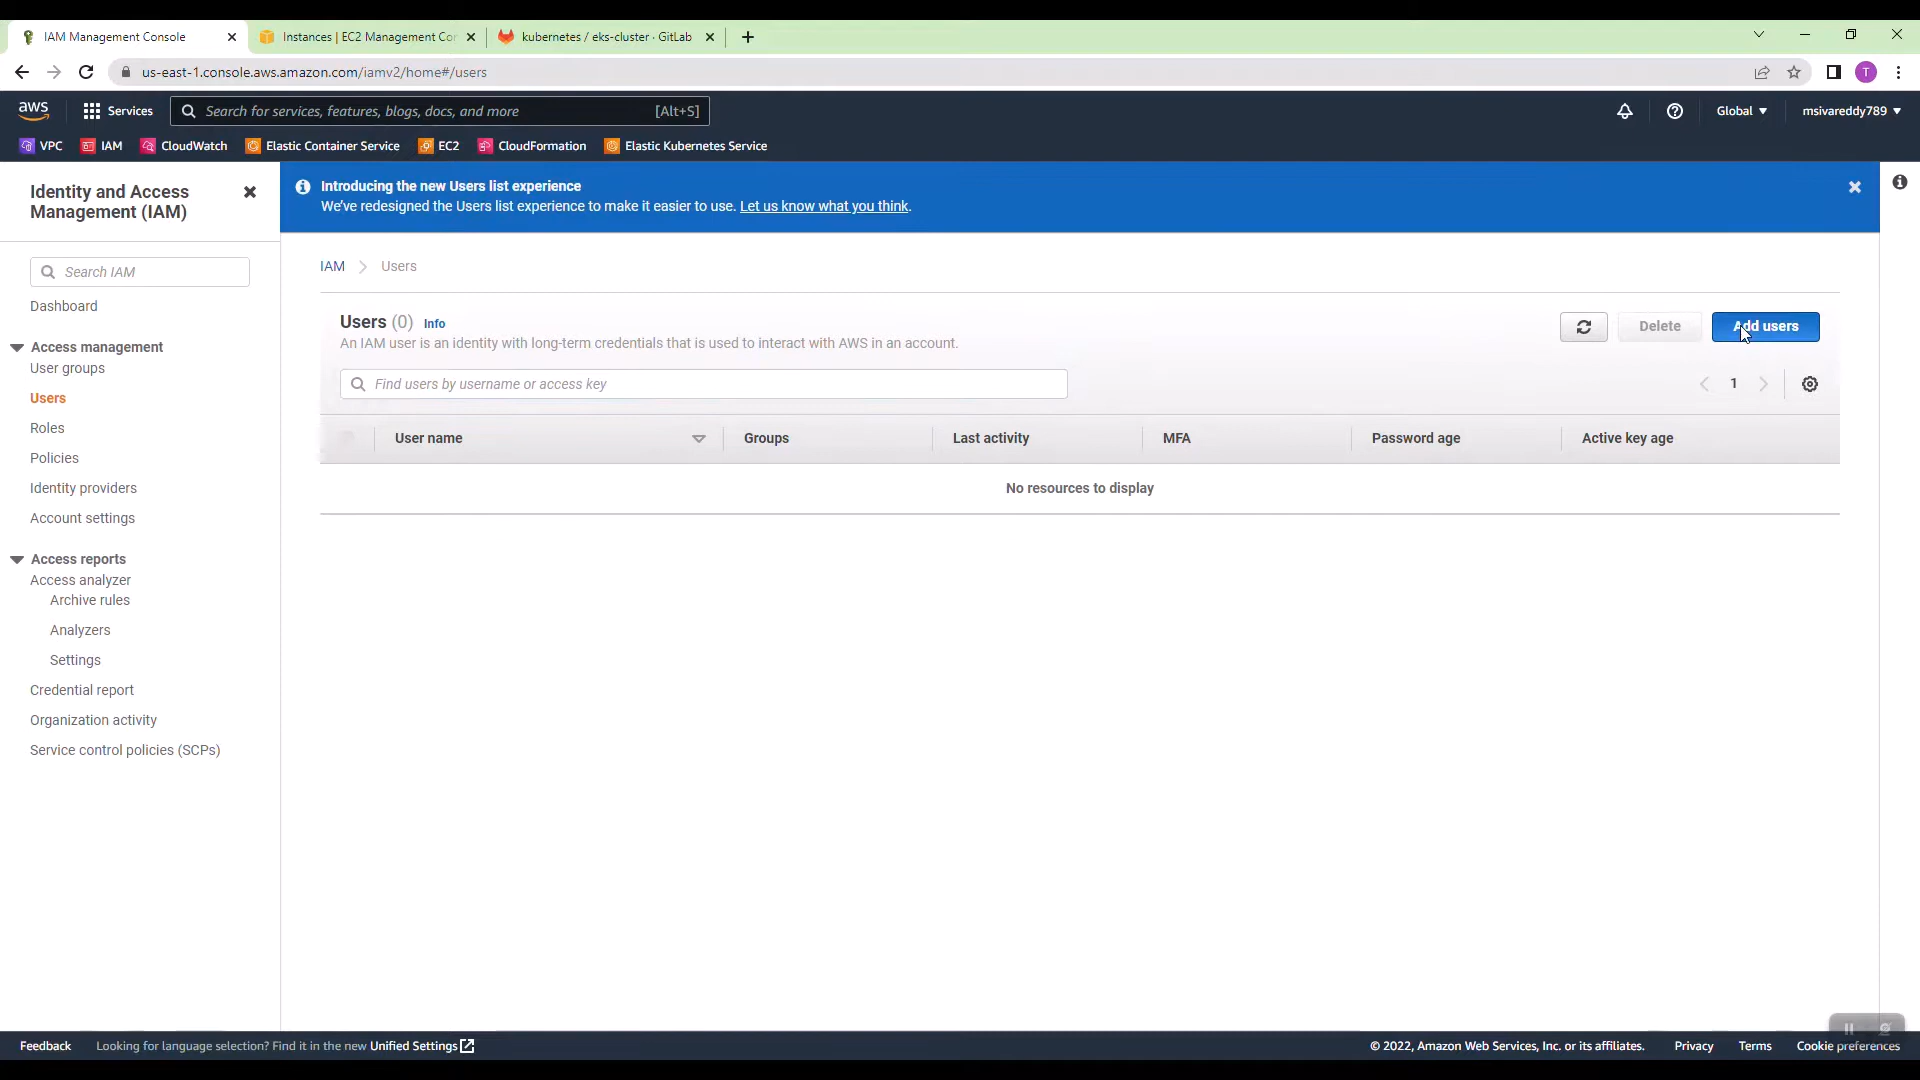 IAM Management Console
Instances | EC2 Management Con
kubernetes / eks-cluster · GitLab
us-east-1.console.aws.amazon.com/iamv2/home#/users
T
aws
Services
Search for services, features, blogs, docs, and more
[Alt+S]
Global
msivareddy789
VPC
IAM
CloudWatch
Elastic Container Service
EC2
CloudFormation
Elastic Kubernetes Service
Identity and Access
Management (IAM)
Search IAM
Dashboard
Access management
User groups
Users
Roles
Policies
Identity providers
Account settings
Access reports
Access analyzer
Archive rules
Analyzers
Settings
Credential report
Organization activity
Service control policies (SCPs)
Introducing the new Users list experience
We've redesigned the Users list experience to make it easier to use. Let us know what you think.
IAM
Users
Users (0) Info
An IAM user is an identity with long-term credentials that is used to interact with AWS in an account.
Delete
Add users
Find users by username or access key
1
User name
Groups
Last activity
MFA
Password age
Active key age
No resources to display
Feedback
Looking for language selection? Find it in the new Unified Settings
© 2022, Amazon Web Services, Inc. or its affiliates.
Privacy
Terms
Cookie preferences